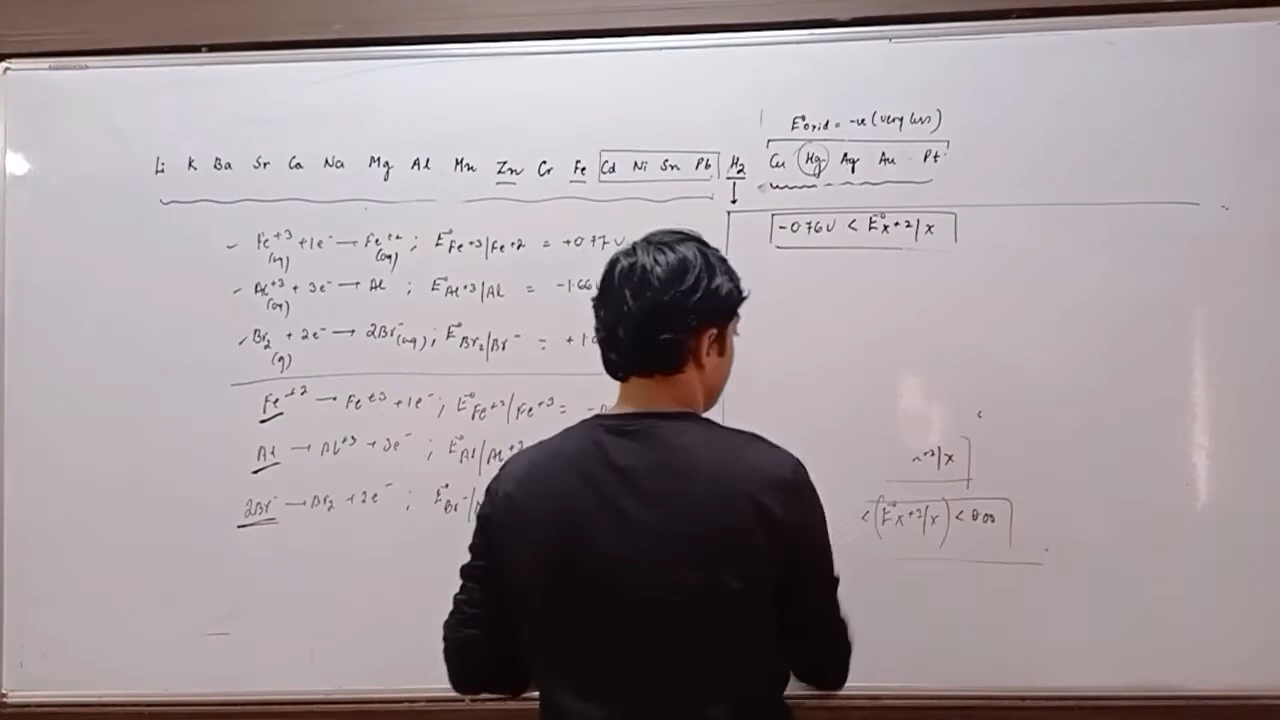 E°oxid = -ve (very less)
Li K Ba Sr Ca Na Mg Al Mn Zn Cr Fe Cd Ni Sn Pb H2 Cu Hg Ag Au Pt
Fe+3 (aq) + 1e- → Fe+2 (aq) ; E°Fe+3/Fe+2 = +0.77 V
-0.76V < E°x+2/x
Al+3 (aq) + 3e- → Al ; E°Al+3/Al = -1.66
Br2 (g) + 2e- → 2Br-(aq) ; E°Br2/Br- = +1.0
Fe+2 → Fe+3 + 1e- ; E°Fe+2/Fe+3 = -0
Al → Al+3 + 3e- ; E°Al/Al+3
+2/x
2Br- → Br2 + 2e- ; E°Br-/
< (E°x+3/x) < 0.00